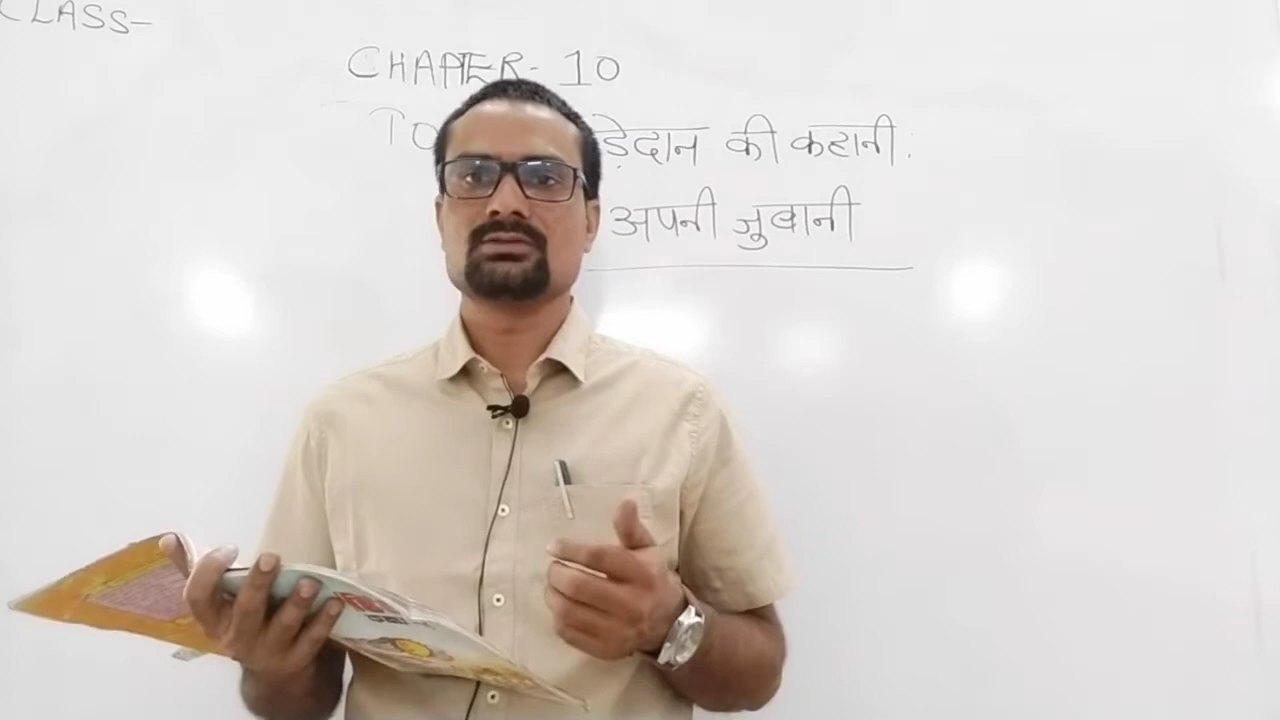 CLASS-
CHAPTER- 10
TO ड़ेदान की कहानी:
अपनी जुबानी